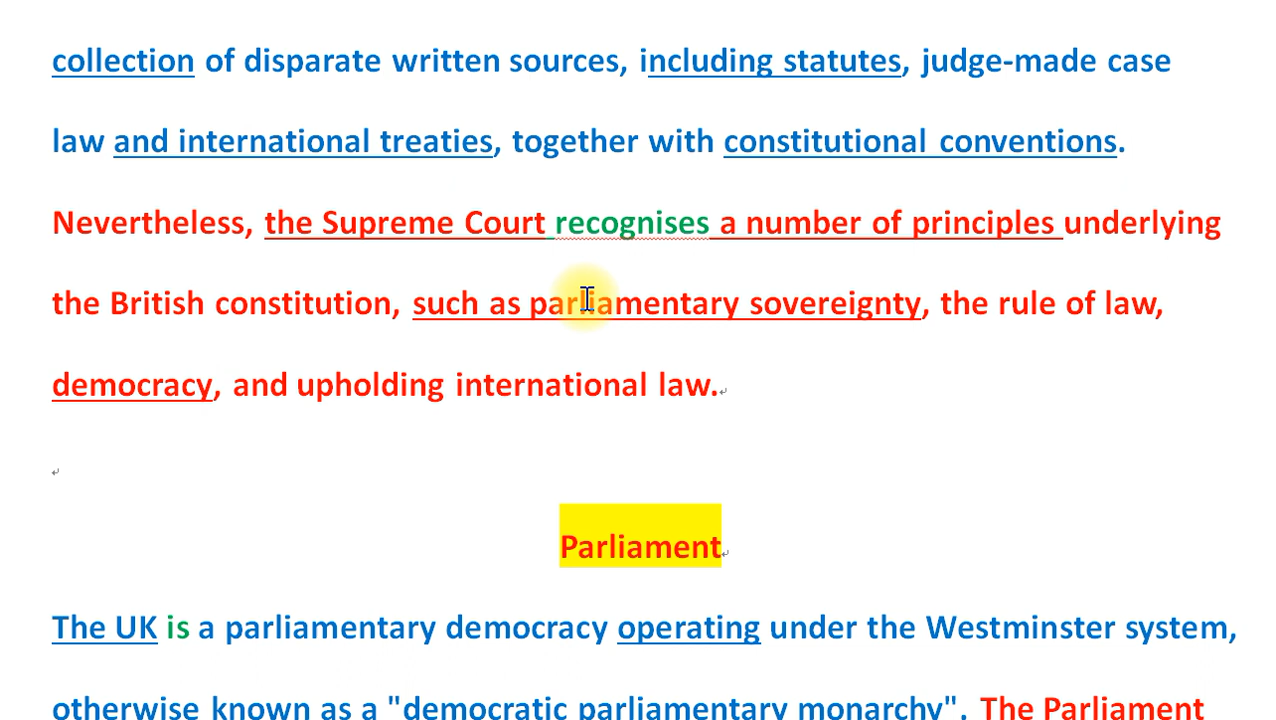 collection of disparate written sources, including statutes, judge-made case
law and international treaties, together with constitutional conventions.
Nevertheless, the Supreme Court recognises a number of principles underlying
the British constitution, such as parliamentary sovereignty, the rule of law,
democracy, and upholding international law.
Parliament
The UK is a parliamentary democracy operating under the Westminster system,
otherwise known as a "democratic parliamentary monarchy". The Parliament